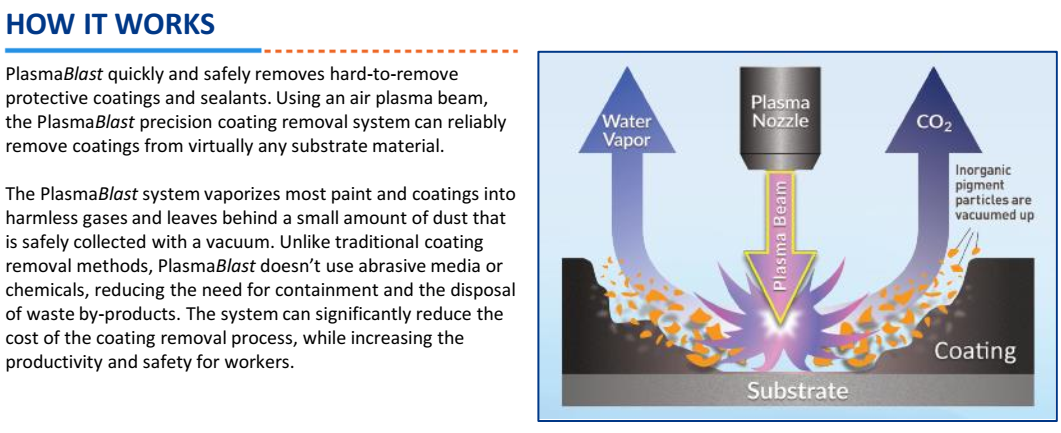 HOW IT WORKS
PlasmaBlast quickly and safely removes hard-to-remove
protective coatings and sealants. Using an air plasma beam,
the PlasmaBlast precision coating removal system can reliably
remove coatings from virtually any substrate material.
The PlasmaBlast system vaporizes most paint and coatings into
harmless gases and leaves behind a small amount of dust that
is safely collected with a vacuum. Unlike traditional coating
removal methods, PlasmaBlast doesn’t use abrasive media or
chemicals, reducing the need for containment and the disposal
of waste by-products. The system can significantly reduce the
cost of the coating removal process, while increasing the
productivity and safety for workers.
Water
Vapor
Plasma
Nozzle
CO₂
Inorganic
pigment
particles are
vacuumed up
Plasma Beam
Coating
Substrate